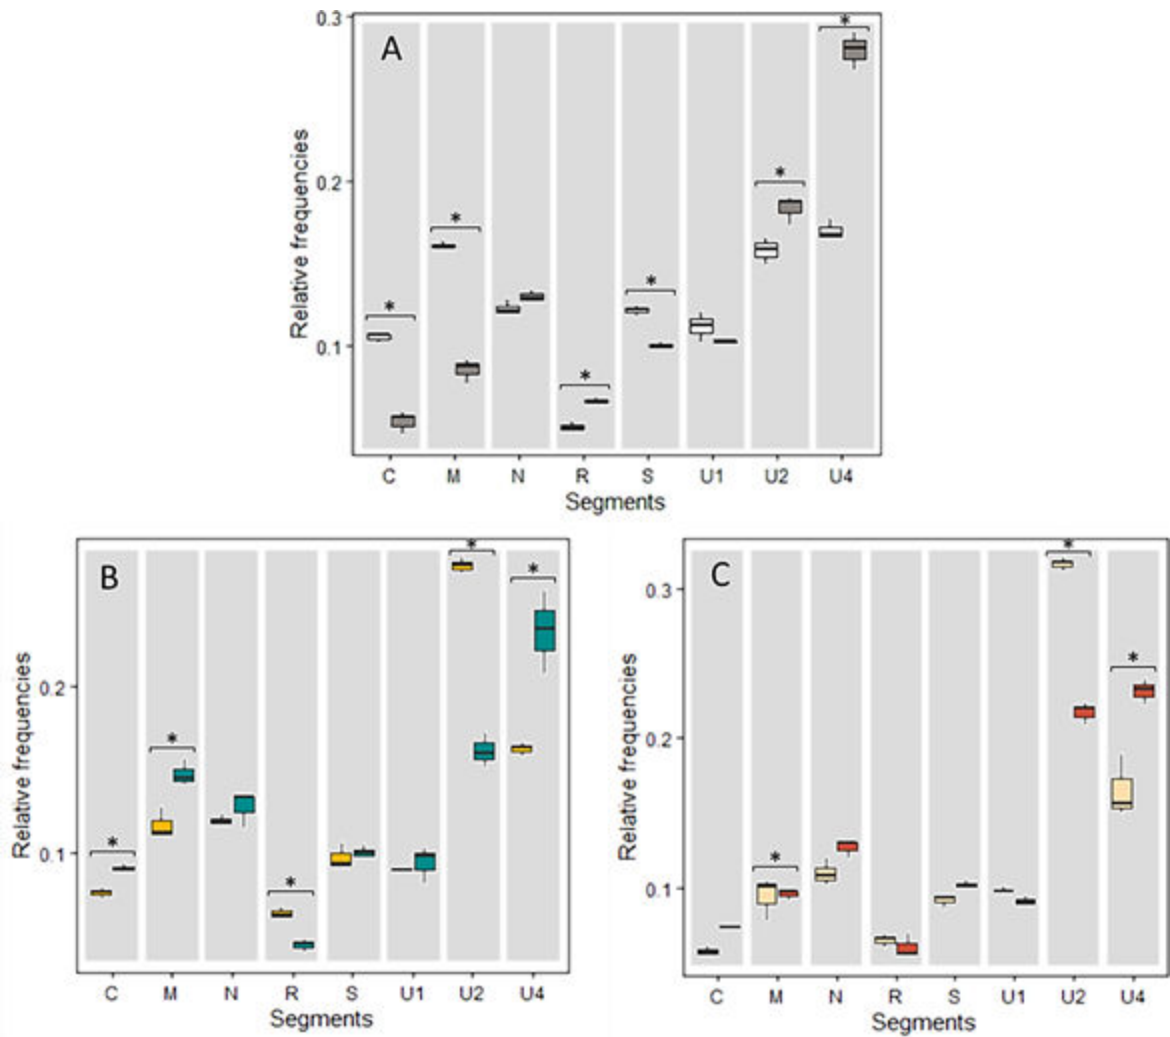 A
0.3
0.2
0.1
Relative frequencies
* * * * * *
C M N R S U1 U2 U4
Segments
B
0.2
0.1
Relative frequencies
* * * * *
C M N R S U1 U2 U4
Segments
C
0.3
0.2
0.1
Relative frequencies
* * *
C M N R S U1 U2 U4
Segments